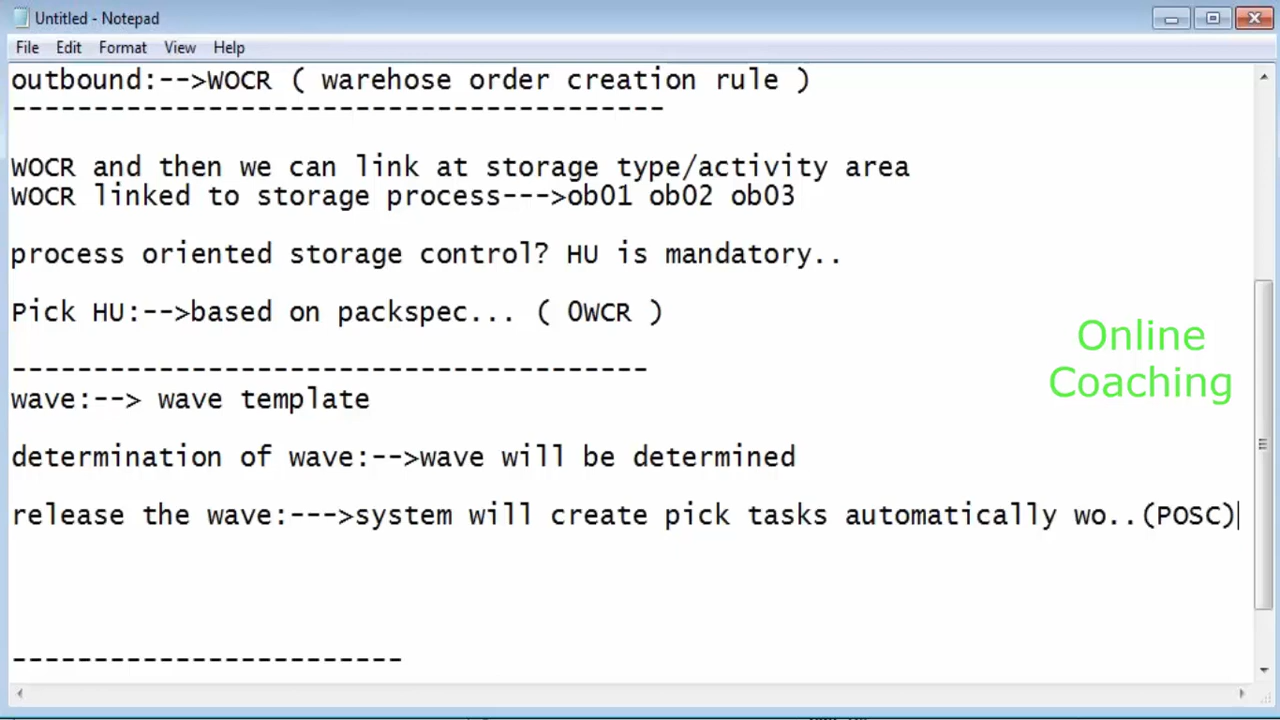 Untitled - Notepad
File Edit Format View Help
outbound:-->WOCR ( warehose order creation rule )
----------------------------------------
WOCR and then we can link at storage type/activity area
WOCR linked to storage process--->ob01 ob02 ob03
process oriented storage control? HU is mandatory..
Pick HU:-->based on packspec... ( 0WCR )
---------------------------------------
wave:--> wave template
determination of wave:-->wave will be determined
release the wave:--->system will create pick tasks automatically wo..(POSC)
------------------------
Online
Coaching